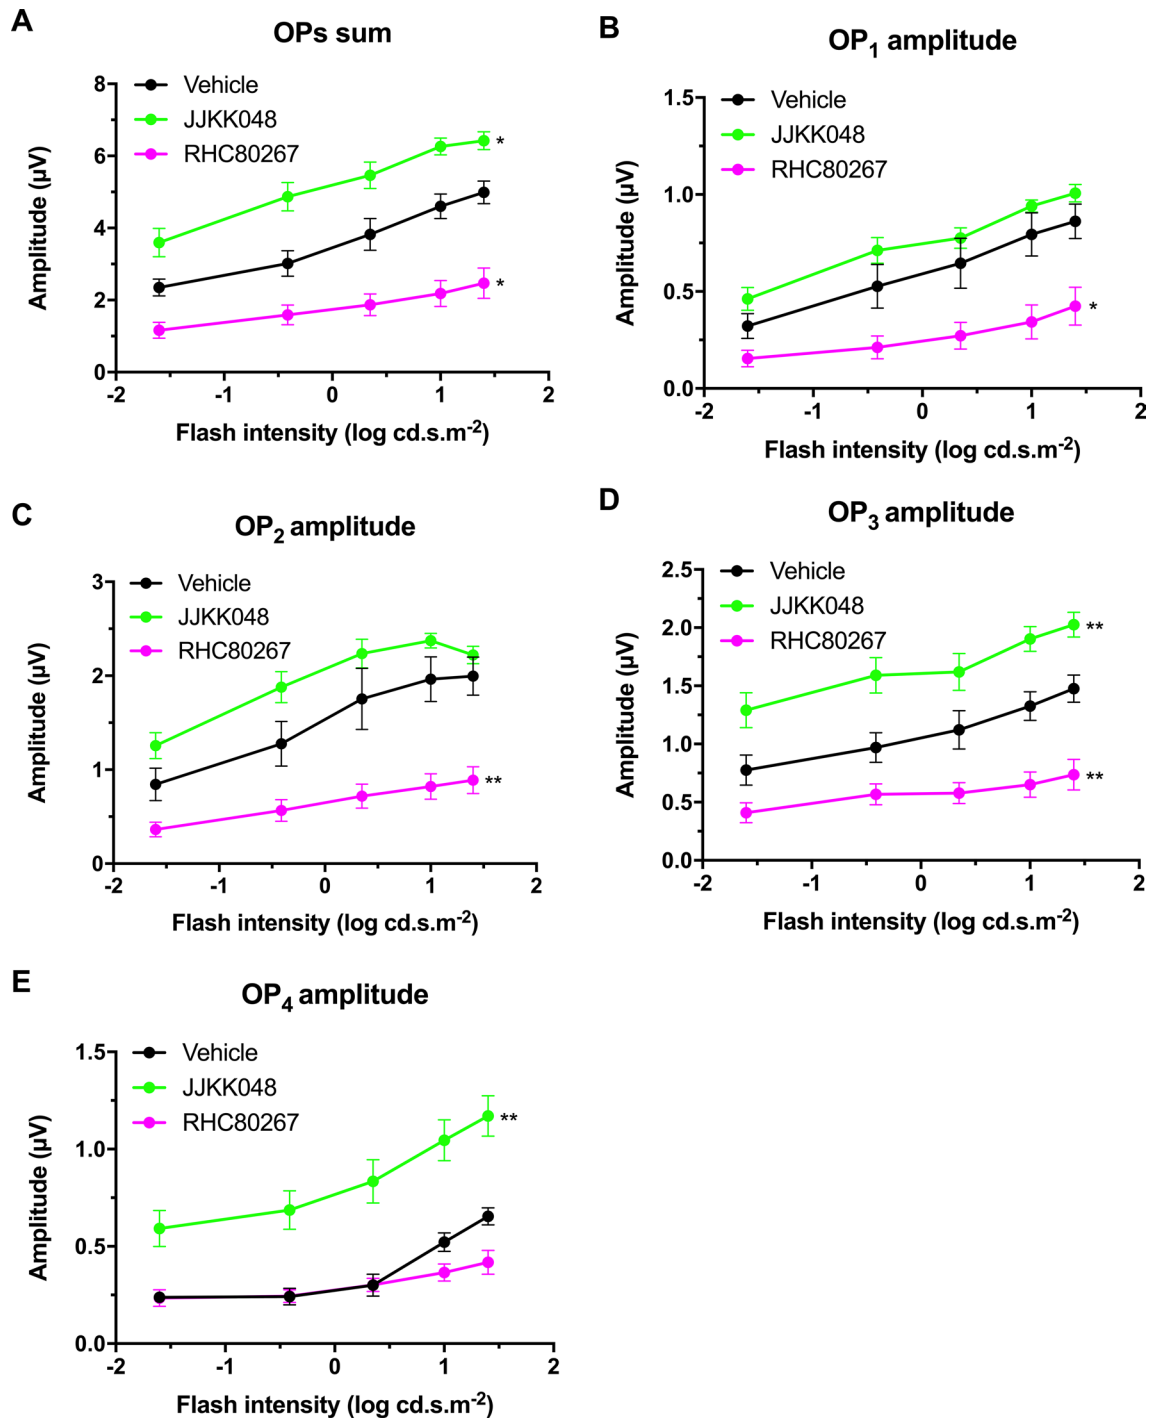 A
OPs sum
Vehicle
JJKK048
RHC80267
Amplitude (µV)
8
6
4
2
0
-2 -1 0 1 2
*
*
Flash intensity (log cd.s.m-2)
B
OP1 amplitude
Vehicle
JJKK048
RHC80267
Amplitude (µV)
1.5
1.0
0.5
0.0
-2 -1 0 1 2
*
Flash intensity (log cd.s.m-2)
C
OP2 amplitude
Vehicle
JJKK048
RHC80267
Amplitude (µV)
3
2
1
0
-2 -1 0 1 2
**
Flash intensity (log cd.s.m-2)
D
OP3 amplitude
Vehicle
JJKK048
RHC80267
Amplitude (µV)
2.5
2.0
1.5
1.0
0.5
0.0
-2 -1 0 1 2
**
**
Flash intensity (log cd.s.m-2)
E
OP4 amplitude
Vehicle
JJKK048
RHC80267
Amplitude (µV)
1.5
1.0
0.5
0.0
-2 -1 0 1 2
**
Flash intensity (log cd.s.m-2)